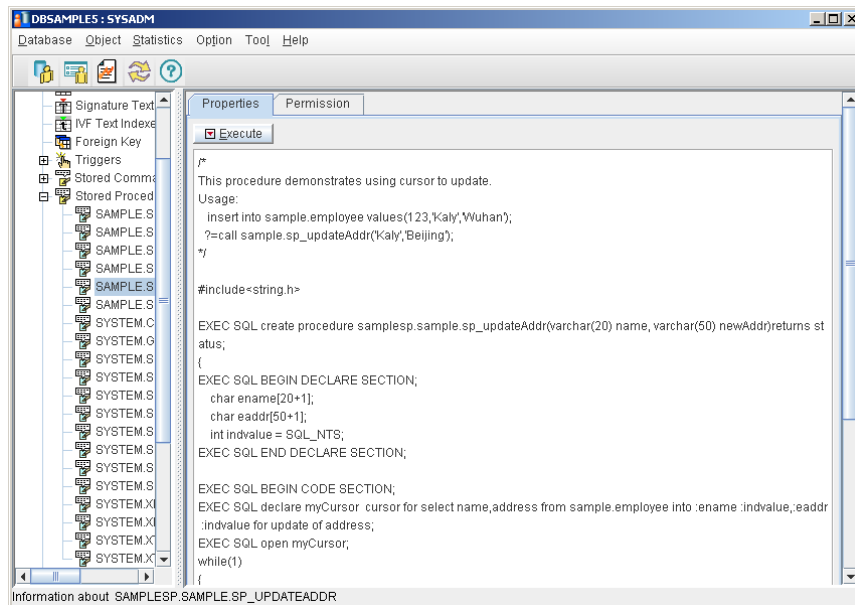 DBSAMPLE5 : SYSADM
Database Object Statistics Option Tool Help
Signature Text
IVF Text Indexe
Foreign Key
Triggers
Stored Comma
Stored Proced
SAMPLE.S
SAMPLE.S
SAMPLE.S
SAMPLE.S
SAMPLE.S
SAMPLE.S
SYSTEM.C
SYSTEM.G
SYSTEM.S
SYSTEM.S
SYSTEM.S
SYSTEM.S
SYSTEM.S
SYSTEM.S
SYSTEM.S
SYSTEM.S
SYSTEM.XI
SYSTEM.XI
SYSTEM.X
SYSTEM.X
Properties Permission
Execute
/*
This procedure demonstrates using cursor to update.
Usage:
insert into sample.employee values(123,'Kaly','Wuhan');
?=call sample.sp_updateAddr('Kaly','Beijing');
*/
#include<string.h>
EXEC SQL create procedure samplesp.sample.sp_updateAddr(varchar(20) name, varchar(50) newAddr)returns st
atus;
{
EXEC SQL BEGIN DECLARE SECTION;
char ename[20+1];
char eaddr[50+1];
int indvalue = SQL_NTS;
EXEC SQL END DECLARE SECTION;
EXEC SQL BEGIN CODE SECTION;
EXEC SQL declare myCursor cursor for select name,address from sample.employee into :ename :indvalue,:eaddr
:indvalue for update of address;
EXEC SQL open myCursor;
while(1)
{
Information about SAMPLESP.SAMPLE.SP_UPDATEADDR